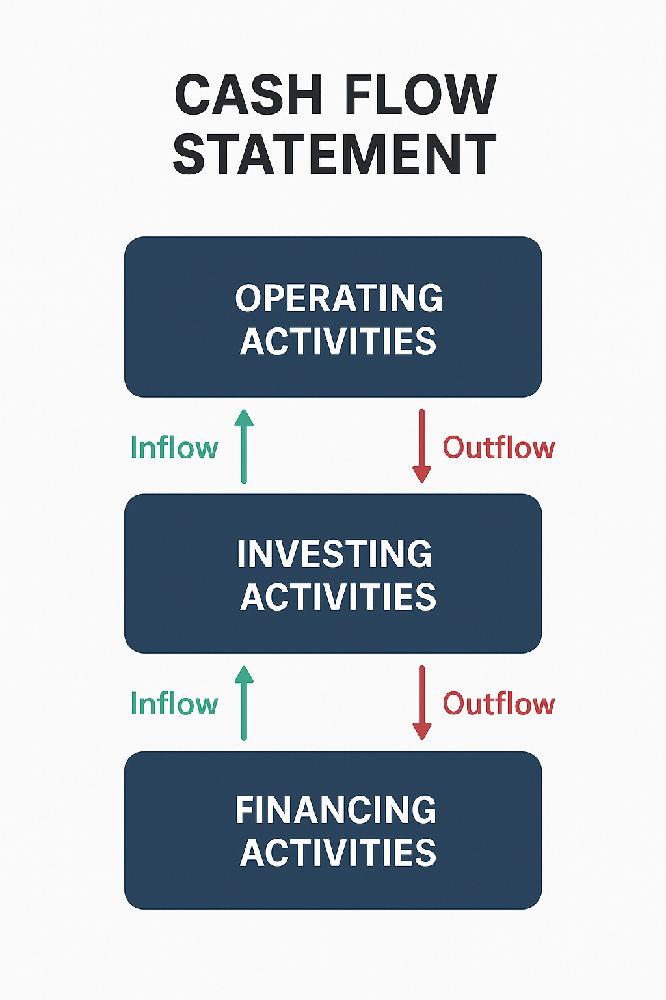 CASH FLOW
STATEMENT
OPERATING
ACTIVITIES
Inflow
Outflow
INVESTING
ACTIVITIES
Inflow
Outflow
FINANCING
ACTIVITIES